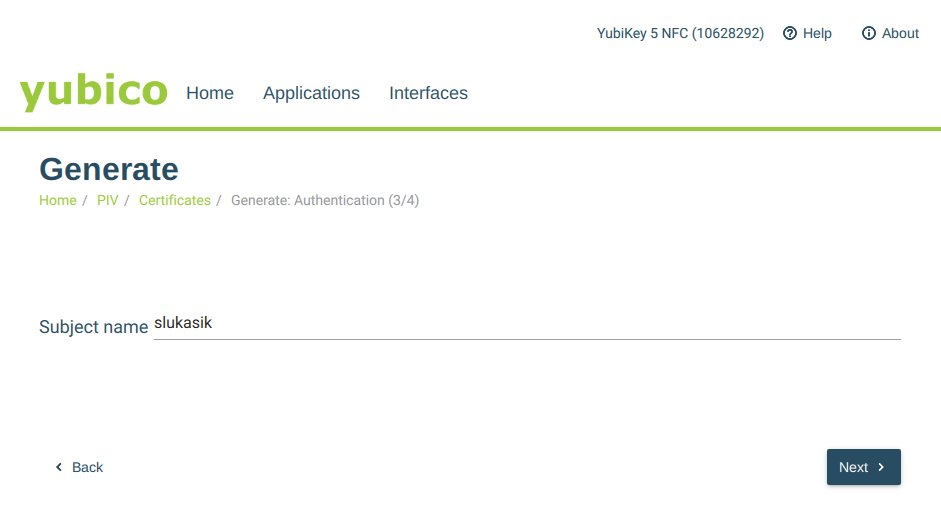 YubiKey 5 NFC (10628292) Help About
yubico Home Applications Interfaces
Generate
Home / PIV / Certificates / Generate: Authentication (3/4)
Subject name slukasik
Back Next